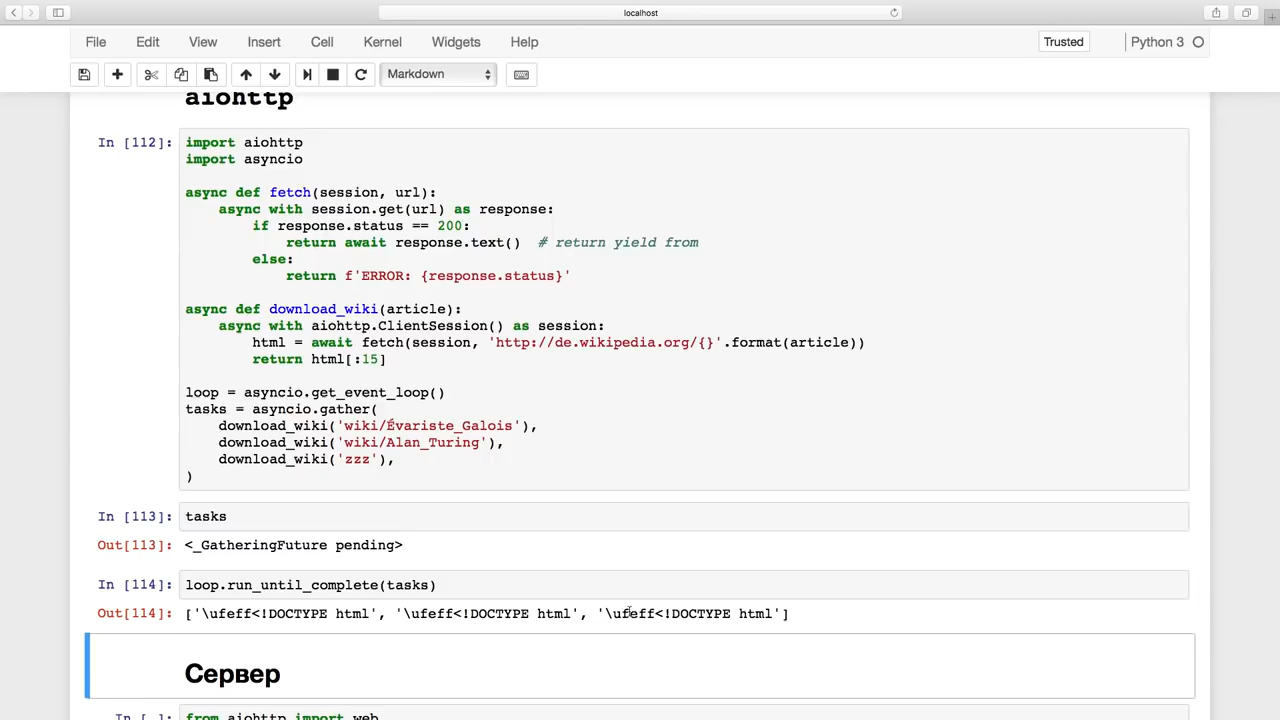 localhost
File Edit View Insert Cell Kernel Widgets Help Trusted Python 3
Markdown
aiohttp
In [112]: import aiohttp
import asyncio
async def fetch(session, url):
    async with session.get(url) as response:
        if response.status == 200:
            return await response.text()  # return yield from
        else:
            return f'ERROR: {response.status}'
async def download_wiki(article):
    async with aiohttp.ClientSession() as session:
        html = await fetch(session, 'http://de.wikipedia.org/{}'.format(article))
        return html[:15]
loop = asyncio.get_event_loop()
tasks = asyncio.gather(
    download_wiki('wiki/Évariste_Galois'),
    download_wiki('wiki/Alan_Turing'),
    download_wiki('zzz'),
)
In [113]: tasks
Out[113]: <_GatheringFuture pending>
In [114]: loop.run_until_complete(tasks)
Out[114]: ['\ufeff<!DOCTYPE html', '\ufeff<!DOCTYPE html', '\ufeff<!DOCTYPE html']
Сервер
In [ ]: from aiohttp import web